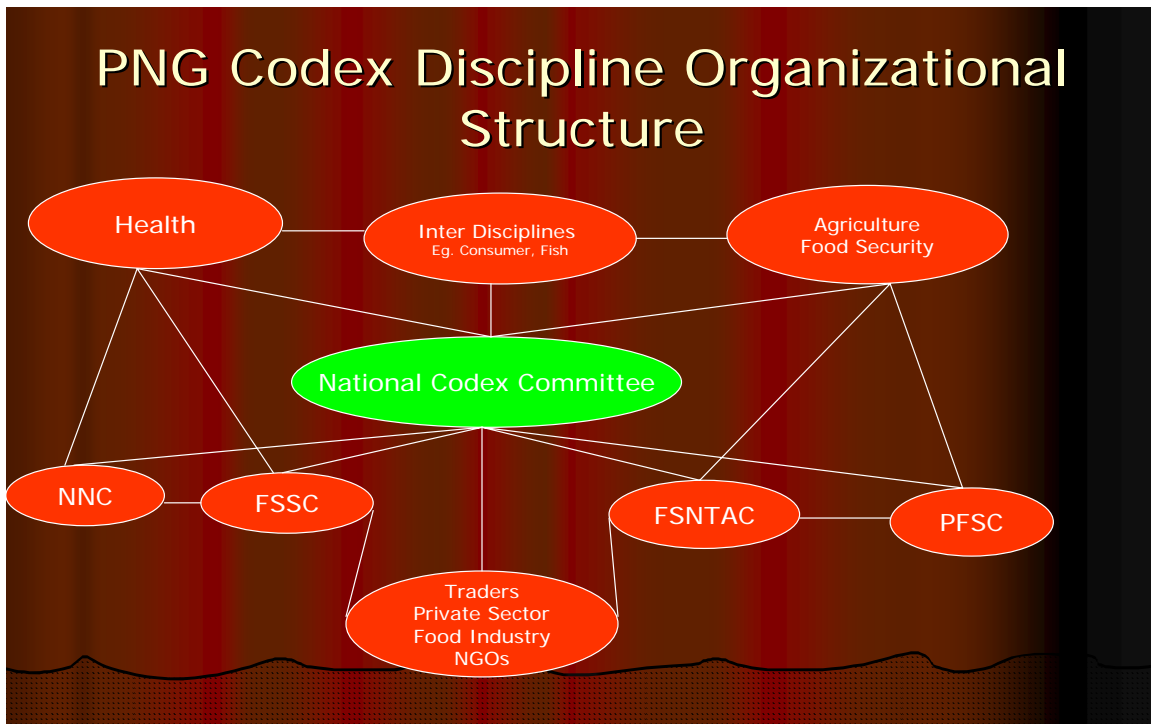 PNG Codex Discipline Organizational
Structure
Health
Inter Disciplines
Eg. Consumer, Fish
Agriculture
Food Security
National Codex Committee
NNC
FSSC
FSNTAC
PFSC
Traders
Private Sector
Food Industry
NGOs